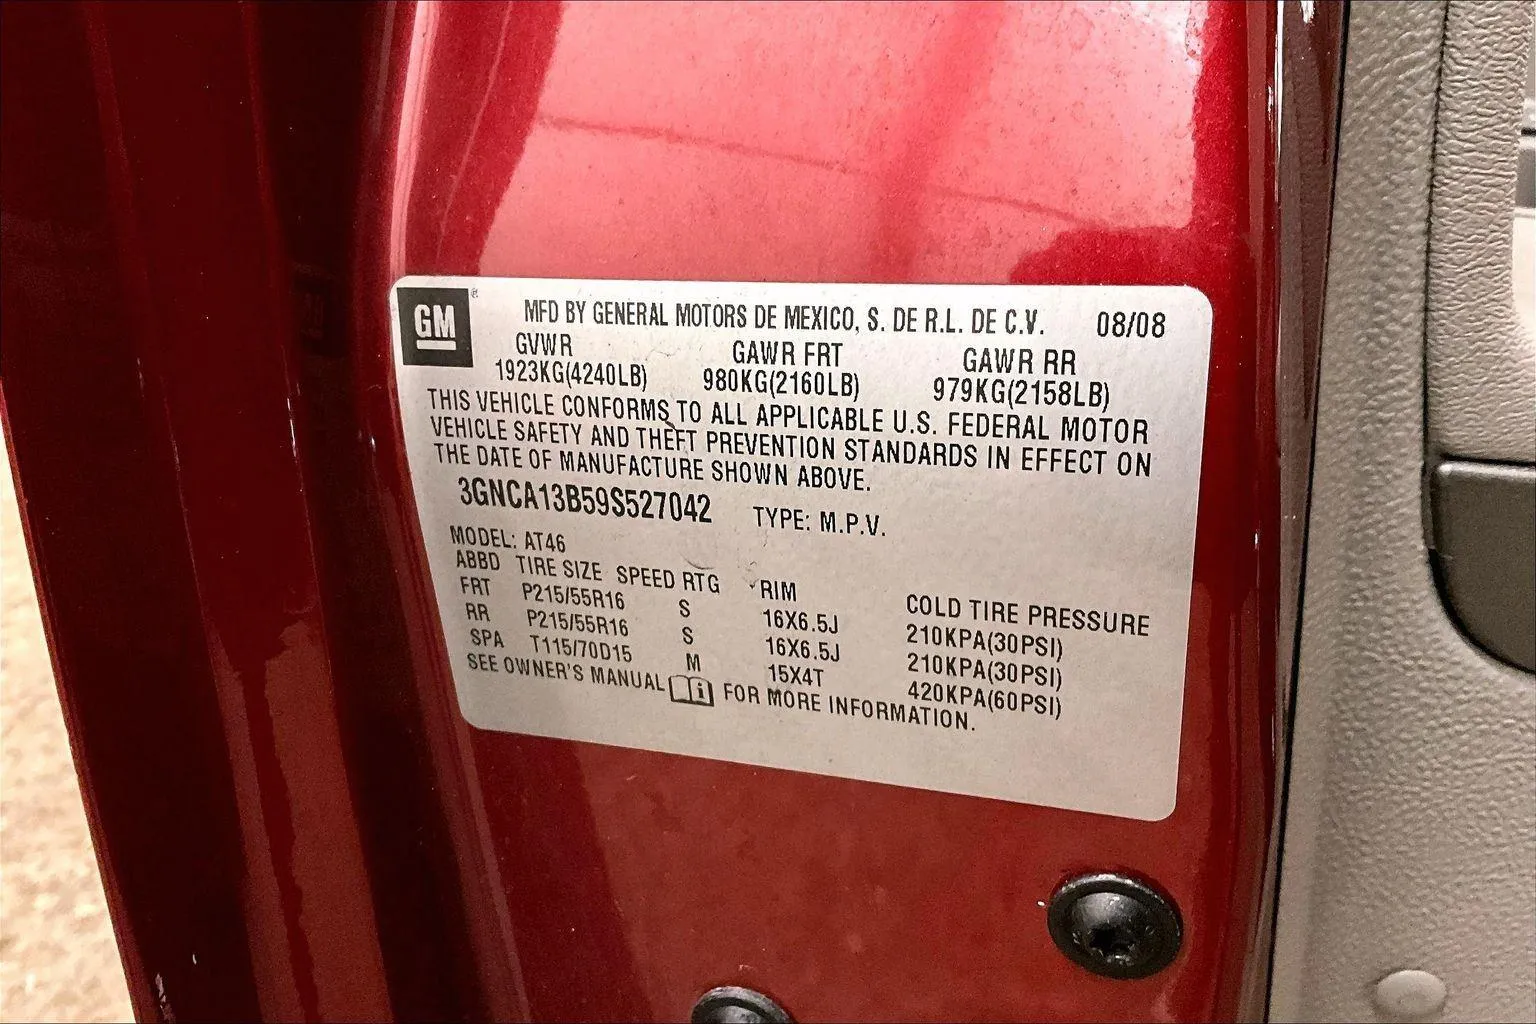 GM MFD BY GENERAL MOTORS DE MEXICO, S. DE R.L. DE C.V. 08/08
GVWR GAWR FRT GAWR RR
1923KG(4240LB) 980KG(2160LB) 979KG(2158LB)
THIS VEHICLE CONFORMS TO ALL APPLICABLE U.S. FEDERAL MOTOR
VEHICLE SAFETY AND THEFT PREVENTION STANDARDS IN EFFECT ON
THE DATE OF MANUFACTURE SHOWN ABOVE.
3GNCA13B59S527042 TYPE: M.P.V.
MODEL: AT46
ABBD TIRE SIZE SPEED RTG RIM COLD TIRE PRESSURE
FRT P215/55R16 S 16X6.5J 210KPA(30PSI)
RR P215/55R16 S 16X6.5J 210KPA(30PSI)
SPA T115/70D15 M 15X4T 420KPA(60PSI)
SEE OWNER'S MANUAL i FOR MORE INFORMATION.